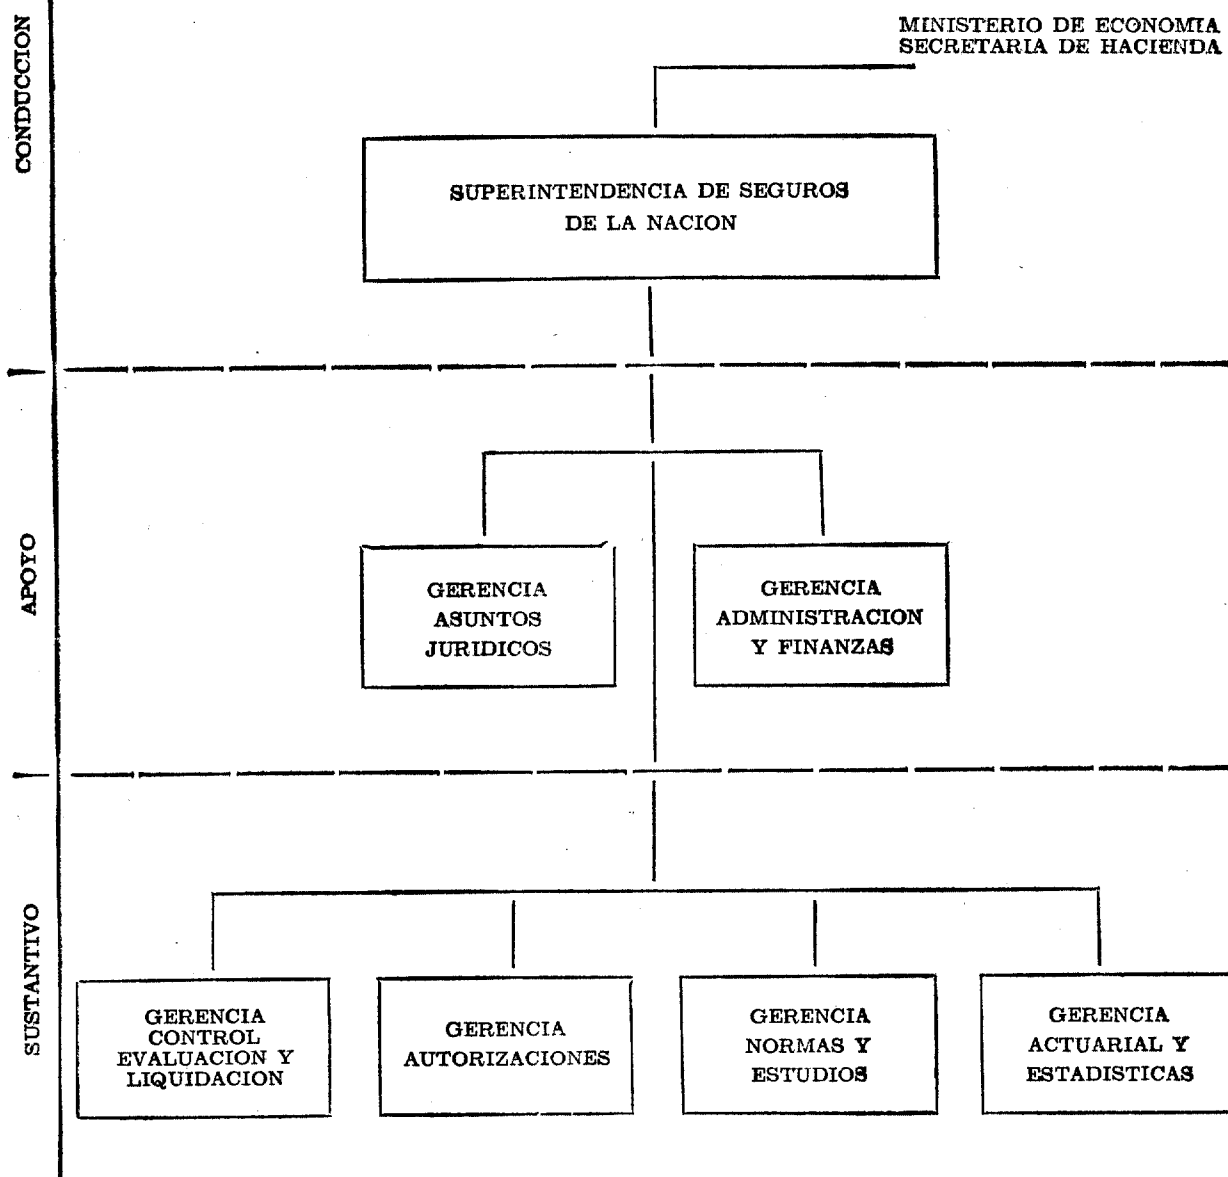 MINISTERIO DE ECONOMIA
SECRETARIA DE HACIENDA
CONDUCCION
SUPERINTENDENCIA DE SEGUROS
DE LA NACION
APOYO
GERENCIA
ASUNTOS
JURIDICOS
GERENCIA
ADMINISTRACION
Y FINANZAS
SUSTANTIVO
GERENCIA
CONTROL
EVALUACION Y
LIQUIDACION
GERENCIA
AUTORIZACIONES
GERENCIA
NORMAS Y
ESTUDIOS
GERENCIA
ACTUARIAL Y
ESTADISTICAS